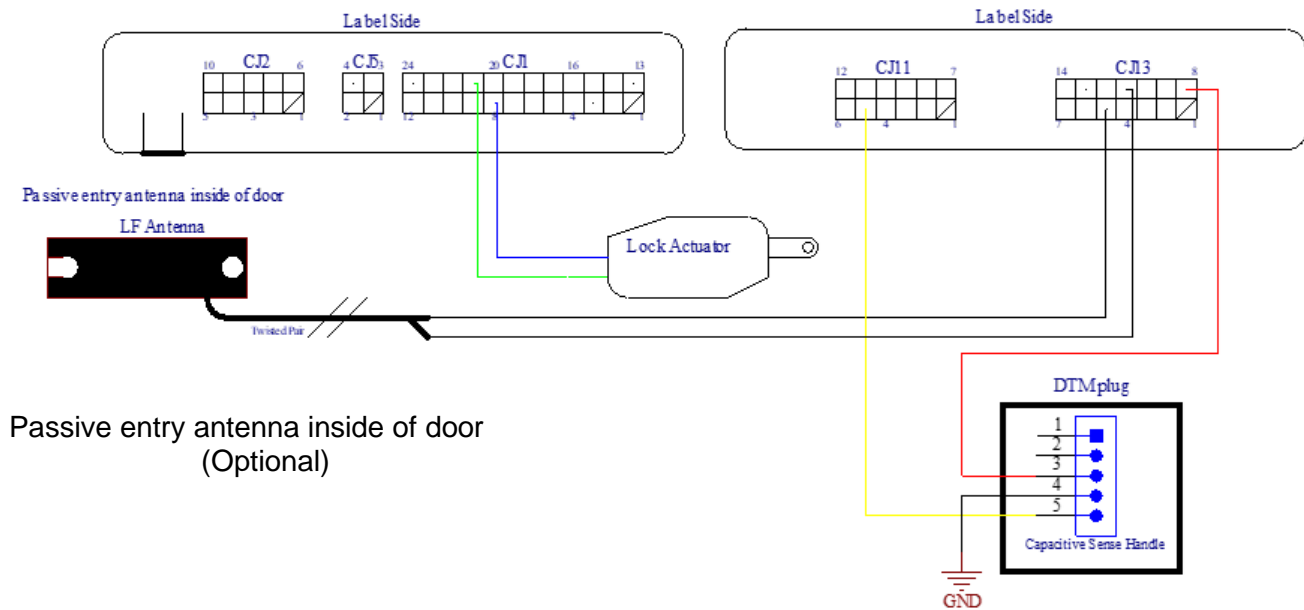 Label Side
Label Side
10 CJ2 6
4 CJ5 3
24 20 CJ1 16 13
12 CJ11 7
14 CJ13 8
5 3 1
2 1
12 8 4 1
6 4 1
7 4 1
Passive entry antenna inside of door
LF Antenna
Lock Actuator
Twisted Pair
DTM plug
Passive entry antenna inside of door
(Optional)
1
2
3
4
5
Capacitive Sense Handle
GND